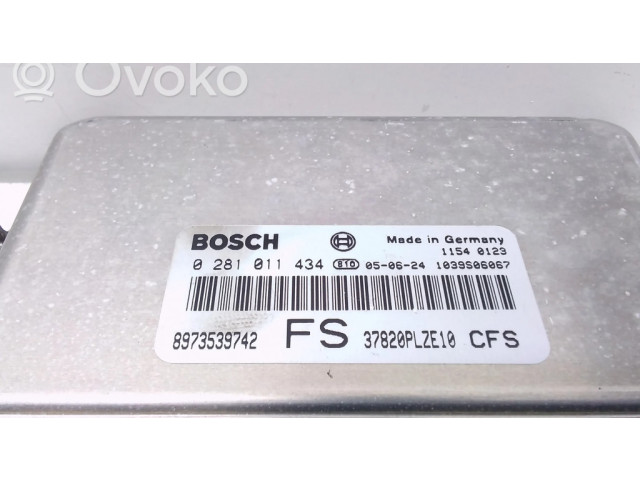 Ovoko
BOSCH Made in Germany
1154 0123
0 281 011 434 810 05-06-24 1039S06067
8973539742 FS 37820PLZE10 CFS